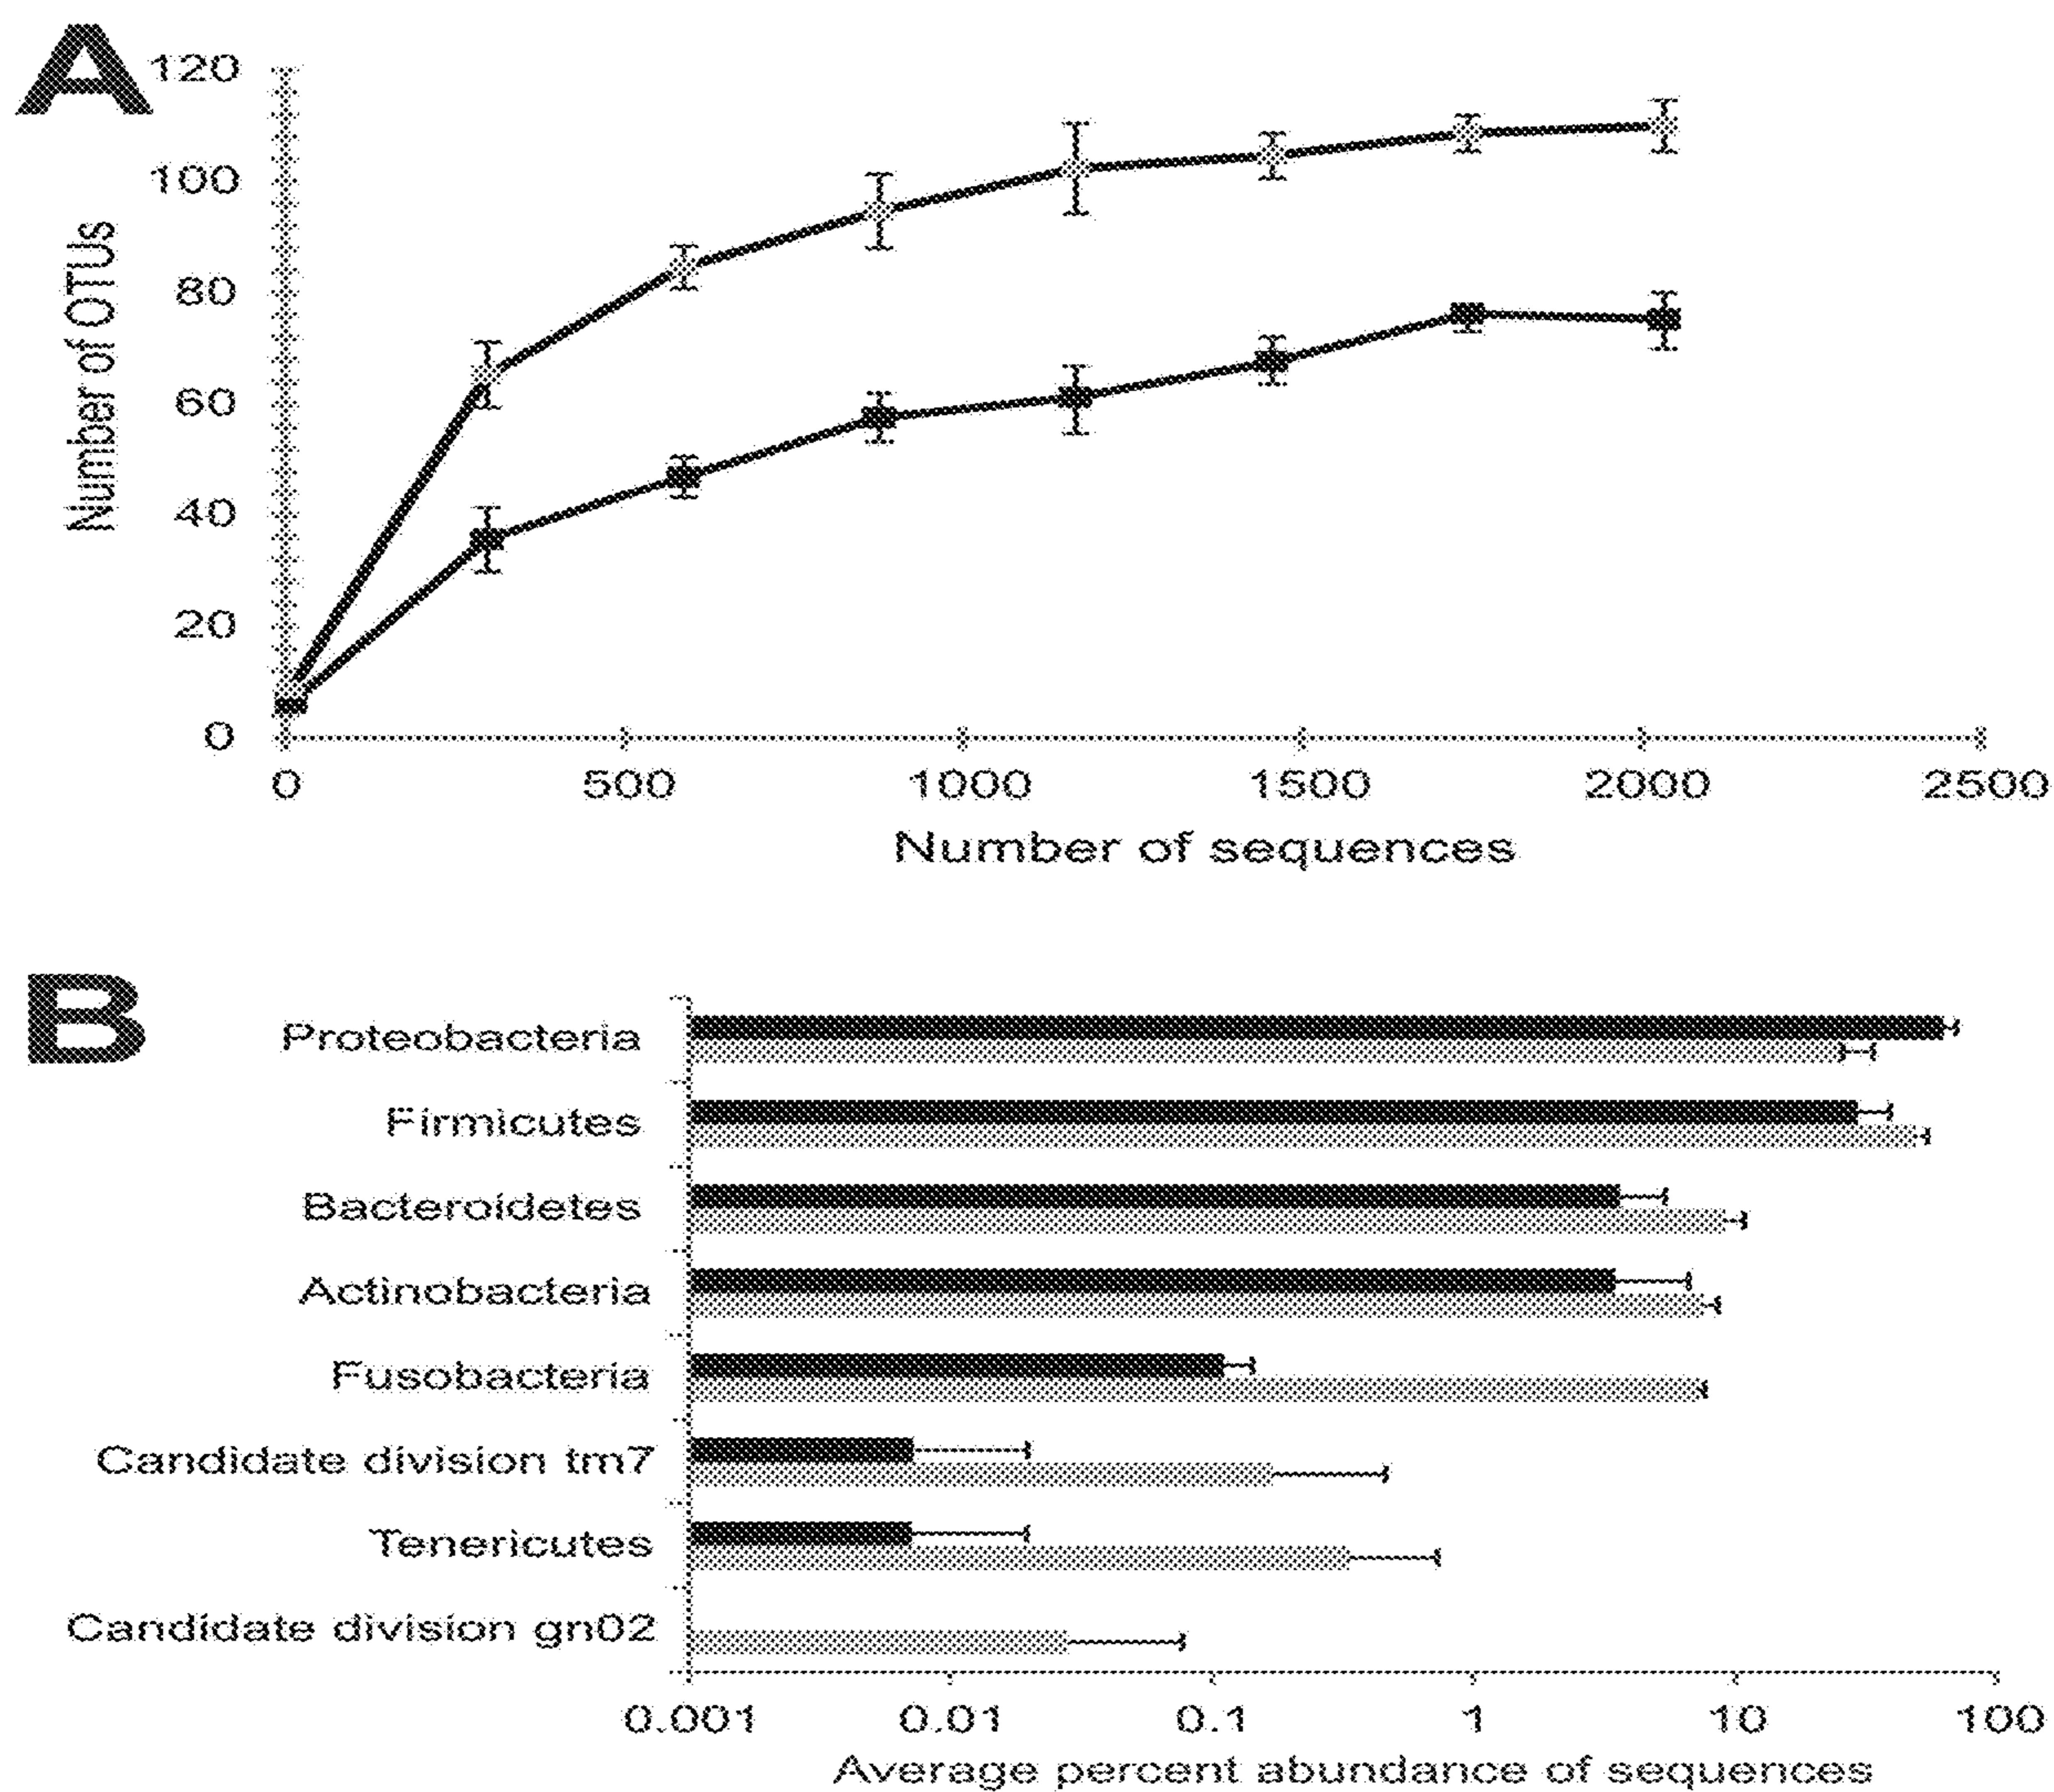 A
120
100
80
60
40
20
0
Number of OTUs
0 500 1000 1500 2000 2500
Number of sequences
B
Proteobacteria
Firmicutes
Bacteroidetes
Actinobacteria
Fusobacteria
Candidate division tm7
Tenericutes
Candidate division gn02
0.001 0.01 0.1 1 10 100
Average percent abundance of sequences